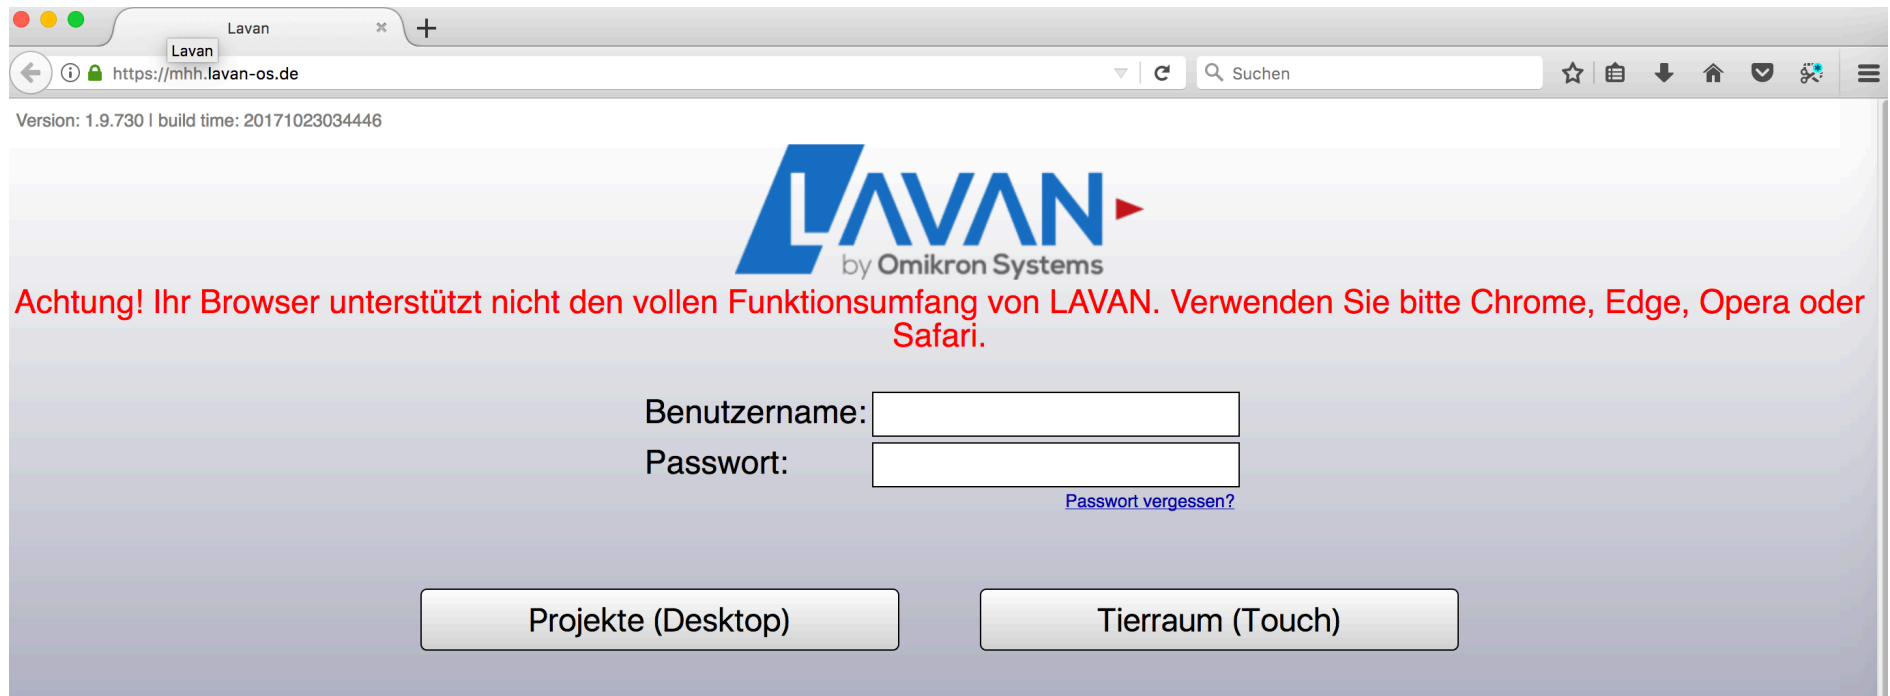 Lavan
Lavan
https://mhh.lavan-os.de
Suchen
Version: 1.9.730 | build time: 20171023034446
LAVAN
by Omikron Systems
Achtung! Ihr Browser unterstützt nicht den vollen Funktionsumfang von LAVAN. Verwenden Sie bitte Chrome, Edge, Opera oder
Safari.
Benutzername:
Passwort:
Passwort vergessen?
Projekte (Desktop)
Tierraum (Touch)